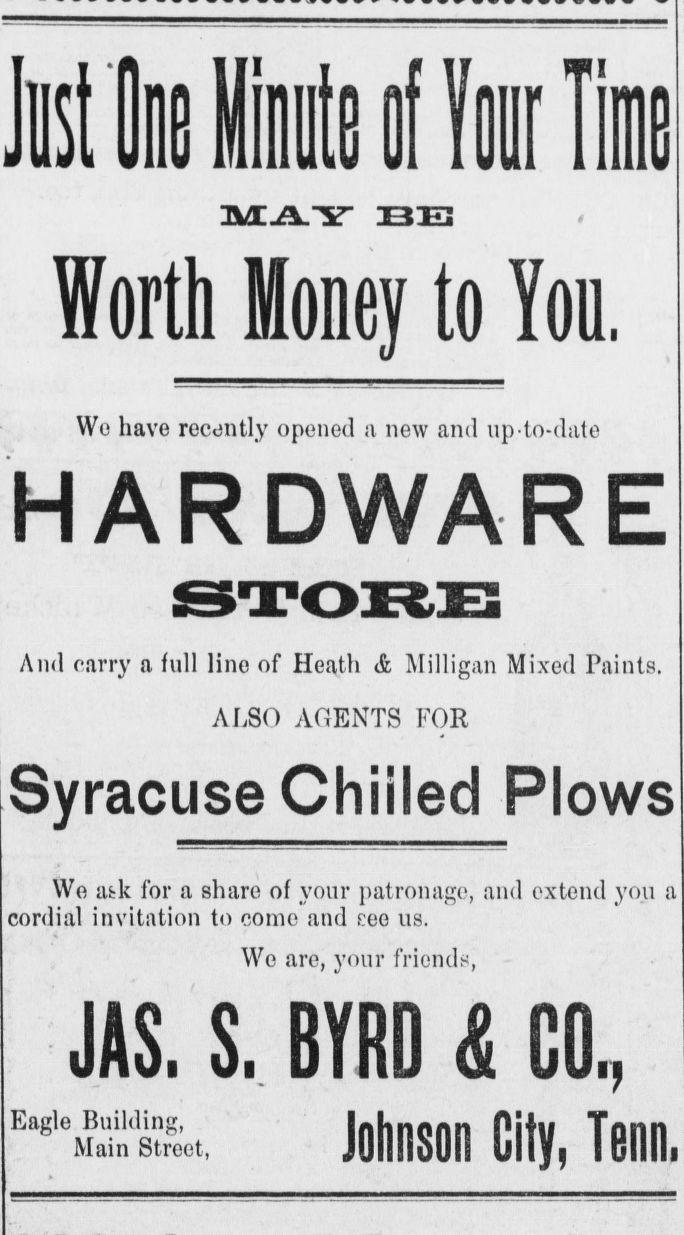 Just One Minute of Your Time
MAY BE
Worth Money to You.
We have recently opened a new and up-to-date
HARDWARE
STORE
And carry a full line of Heath & Milligan Mixed Paints.
ALSO AGENTS FOR
Syracuse Chilled Plows
We ask for a share of your patronage, and extend you a
cordial invitation to come and see us.
We are, your friends,
JAS. S. BYRD & CO.,
Eagle Building,
Main Street,
Johnson City, Tenn.